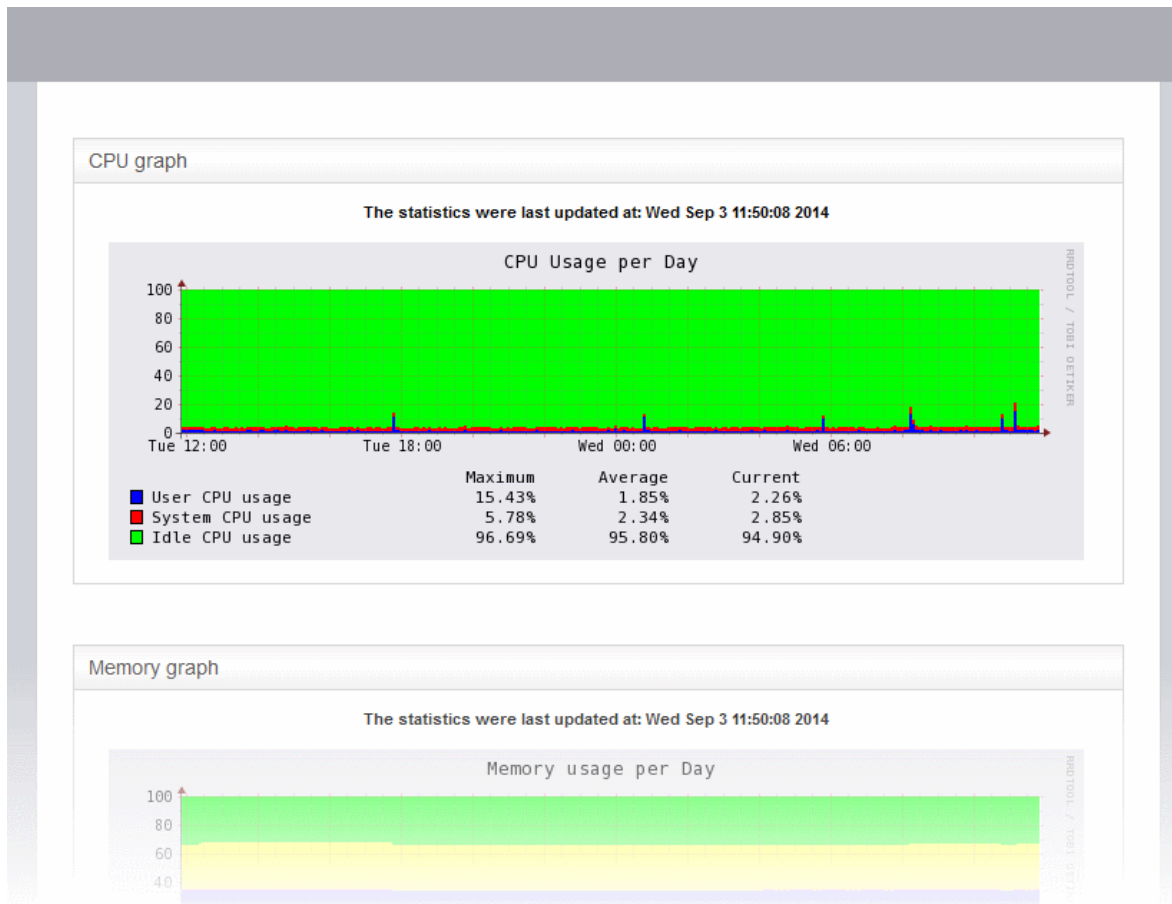 CPU graph
The statistics were last updated at: Wed Sep 3 11:50:08 2014
CPU Usage per Day
RRDTOOL / TOBI OETIKER
100
80
60
40
20
0
Tue 12:00 Tue 18:00 Wed 00:00 Wed 06:00
Maximum Average Current
User CPU usage 15.43% 1.85% 2.26%
System CPU usage 5.78% 2.34% 2.85%
Idle CPU usage 96.69% 95.80% 94.90%
Memory graph
The statistics were last updated at: Wed Sep 3 11:50:08 2014
Memory usage per Day
RRDTOOL / TOBI
100
80
60
40